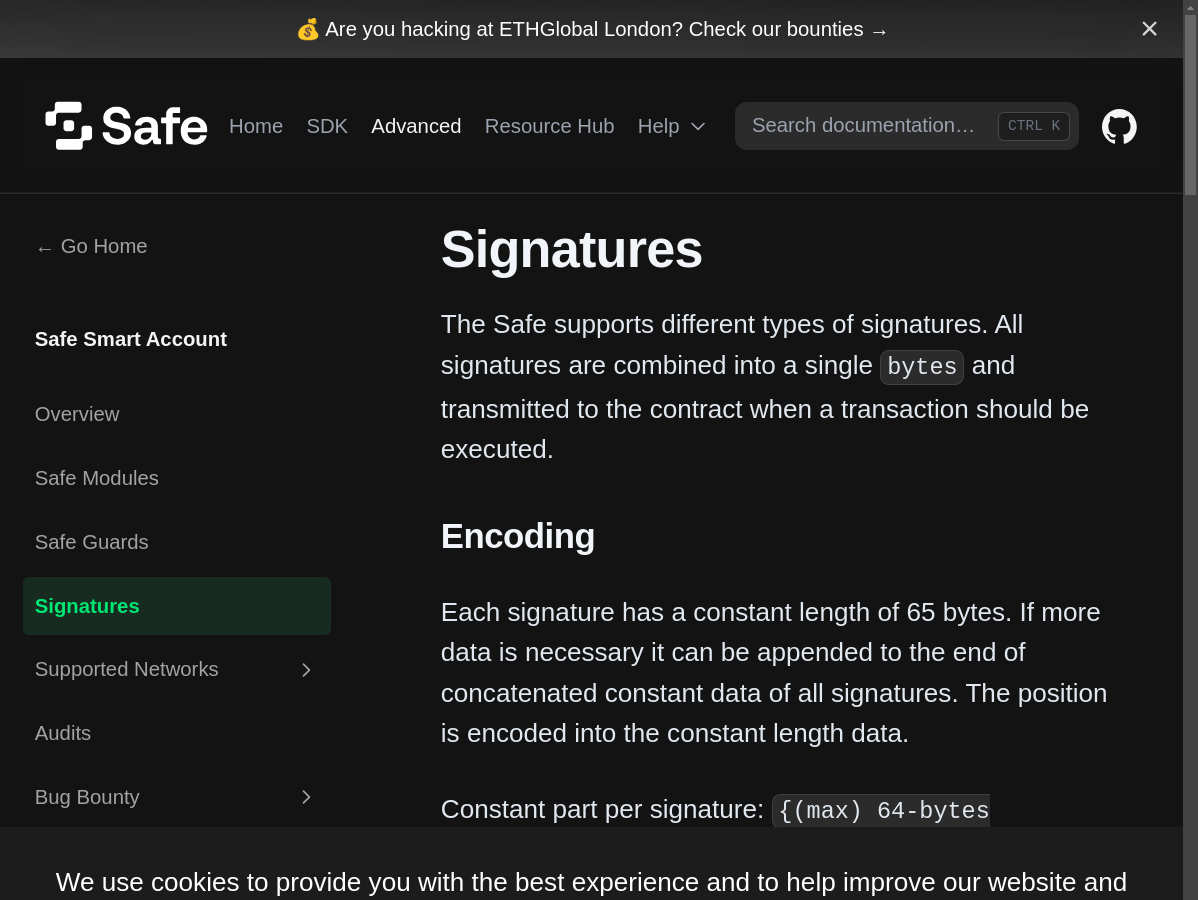 💰 Are you hacking at ETHGlobal London? Check our bounties →
Safe Home SDK Advanced Resource Hub Help Search documentation… CTRL K
← Go Home
Safe Smart Account
Overview
Safe Modules
Safe Guards
Signatures
Supported Networks
Audits
Bug Bounty
Signatures
The Safe supports different types of signatures. All
signatures are combined into a single bytes and
transmitted to the contract when a transaction should be
executed.
Encoding
Each signature has a constant length of 65 bytes. If more
data is necessary it can be appended to the end of
concatenated constant data of all signatures. The position
is encoded into the constant length data.
Constant part per signature: {(max) 64-bytes
We use cookies to provide you with the best experience and to help improve our website and